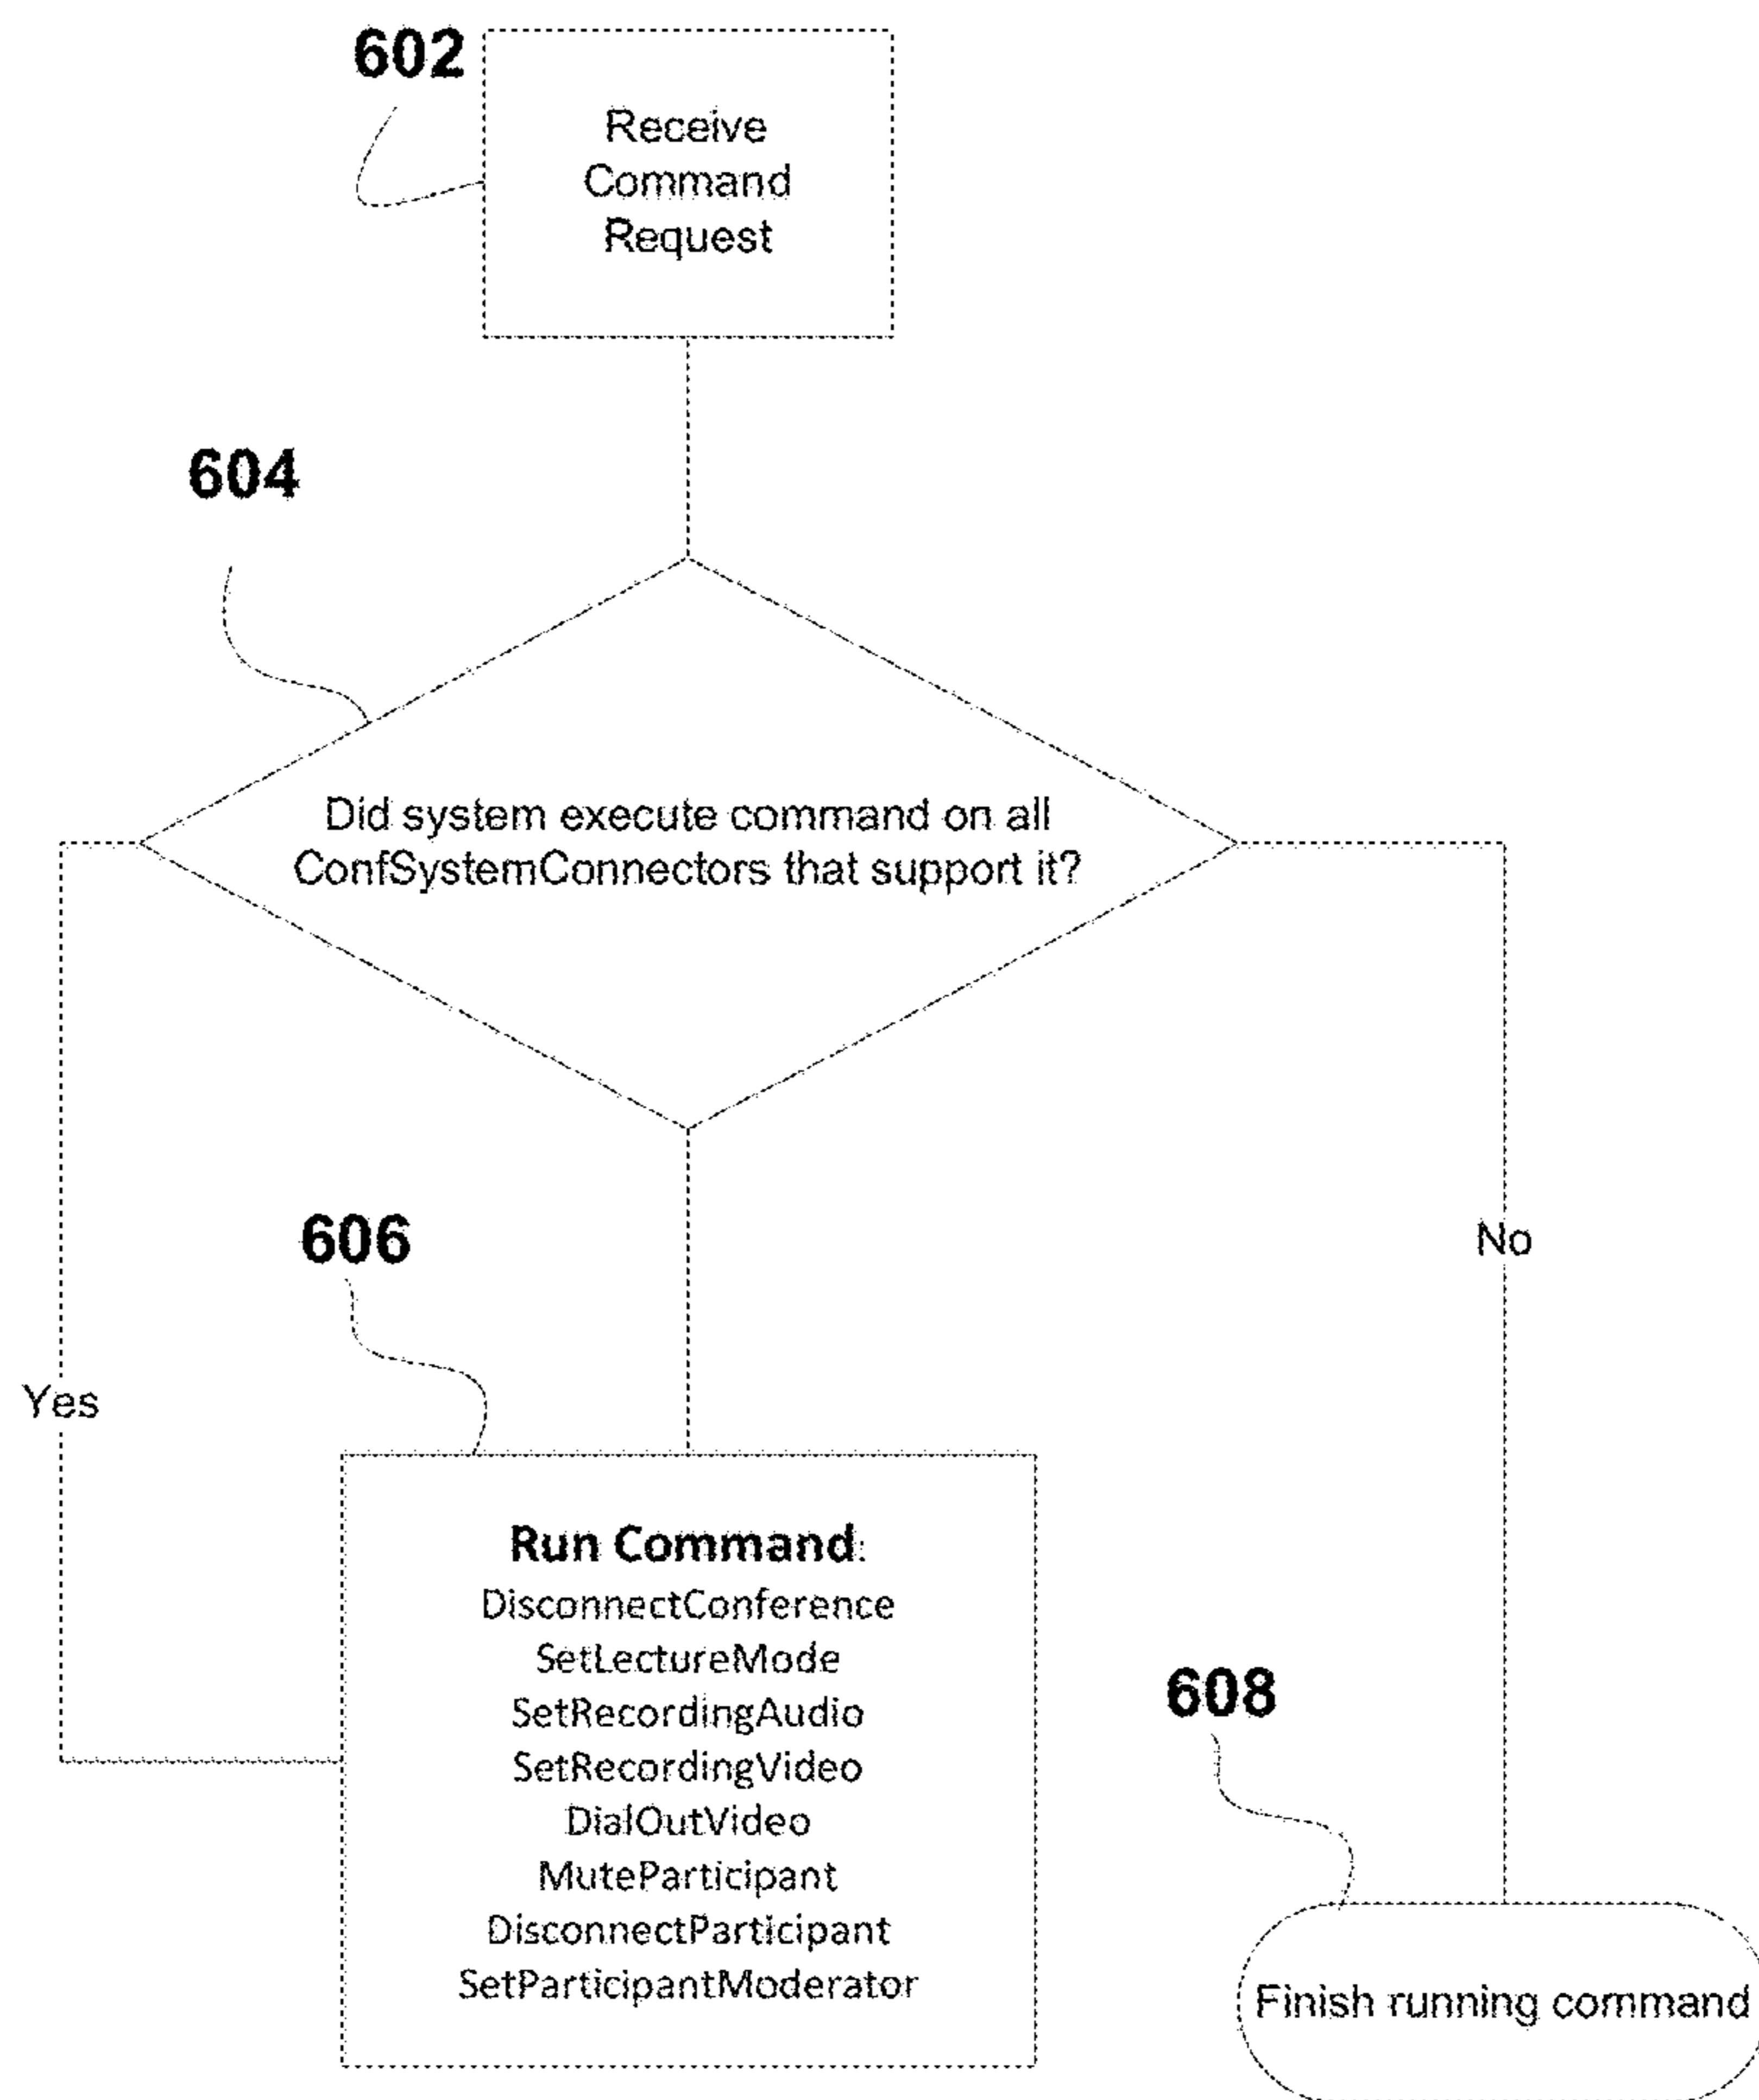 602
Receive
Command
Request
604
Did system execute command on all
ConfSystemConnectors that support it?
606
No
Yes
Run Command:
DisconnectConference
SetLectureMode
SetRecordingAudio
SetRecordingVideo
DialOutVideo
MuteParticipant
DisconnectParticipant
SetParticipantModerator
608
Finish running command